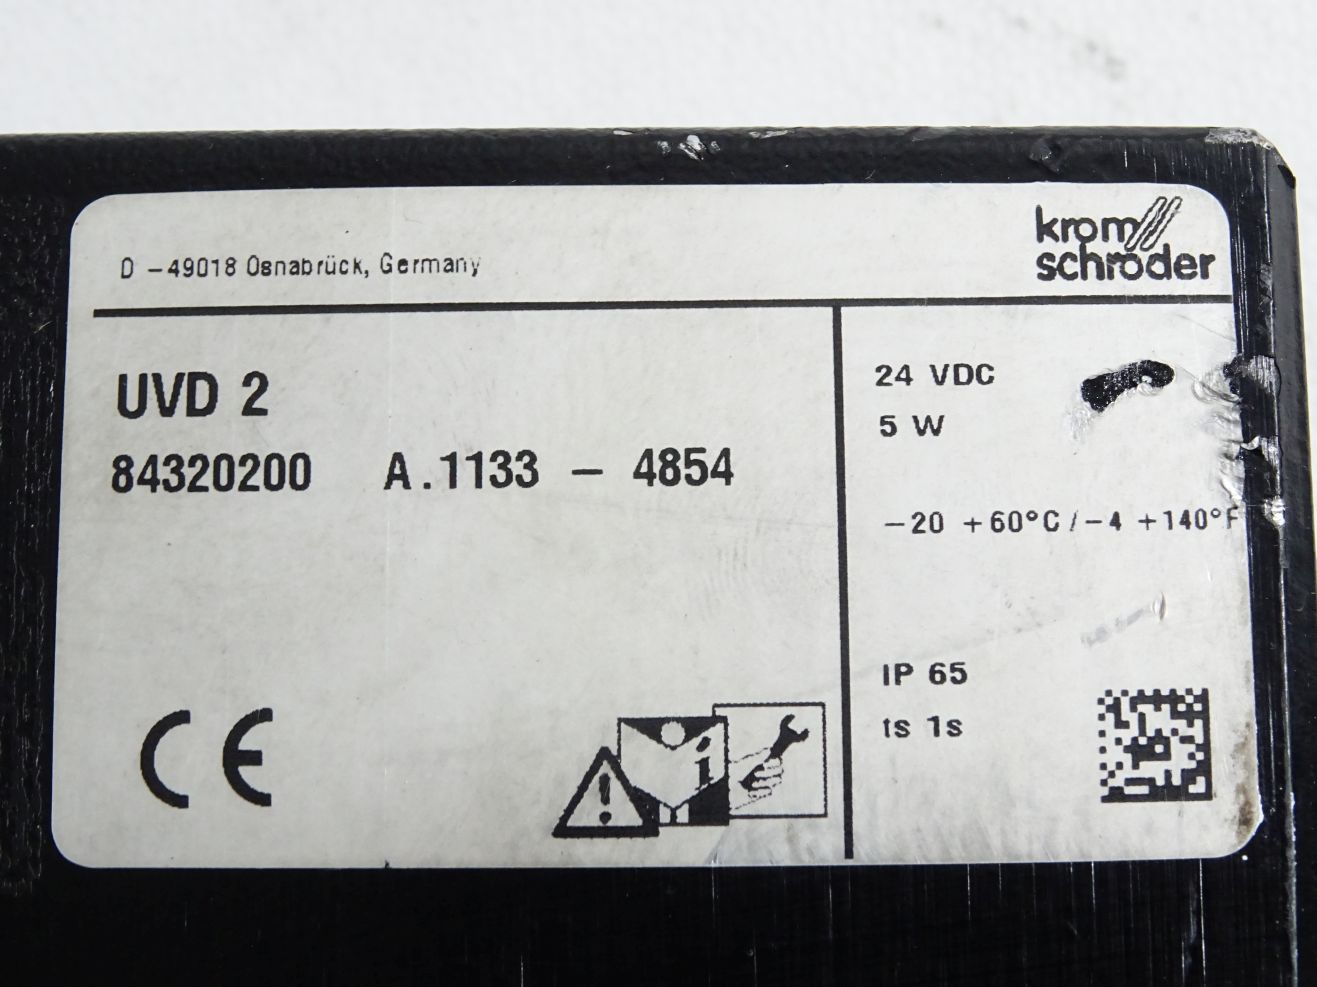 krom
schröder
D -49018 Osnabrück, Germany
UVD 2
84320200 A.1133 - 4854
24 VDC
5 W
-20 +60°C/-4 +140°F
IP 65
ts 1s
CE